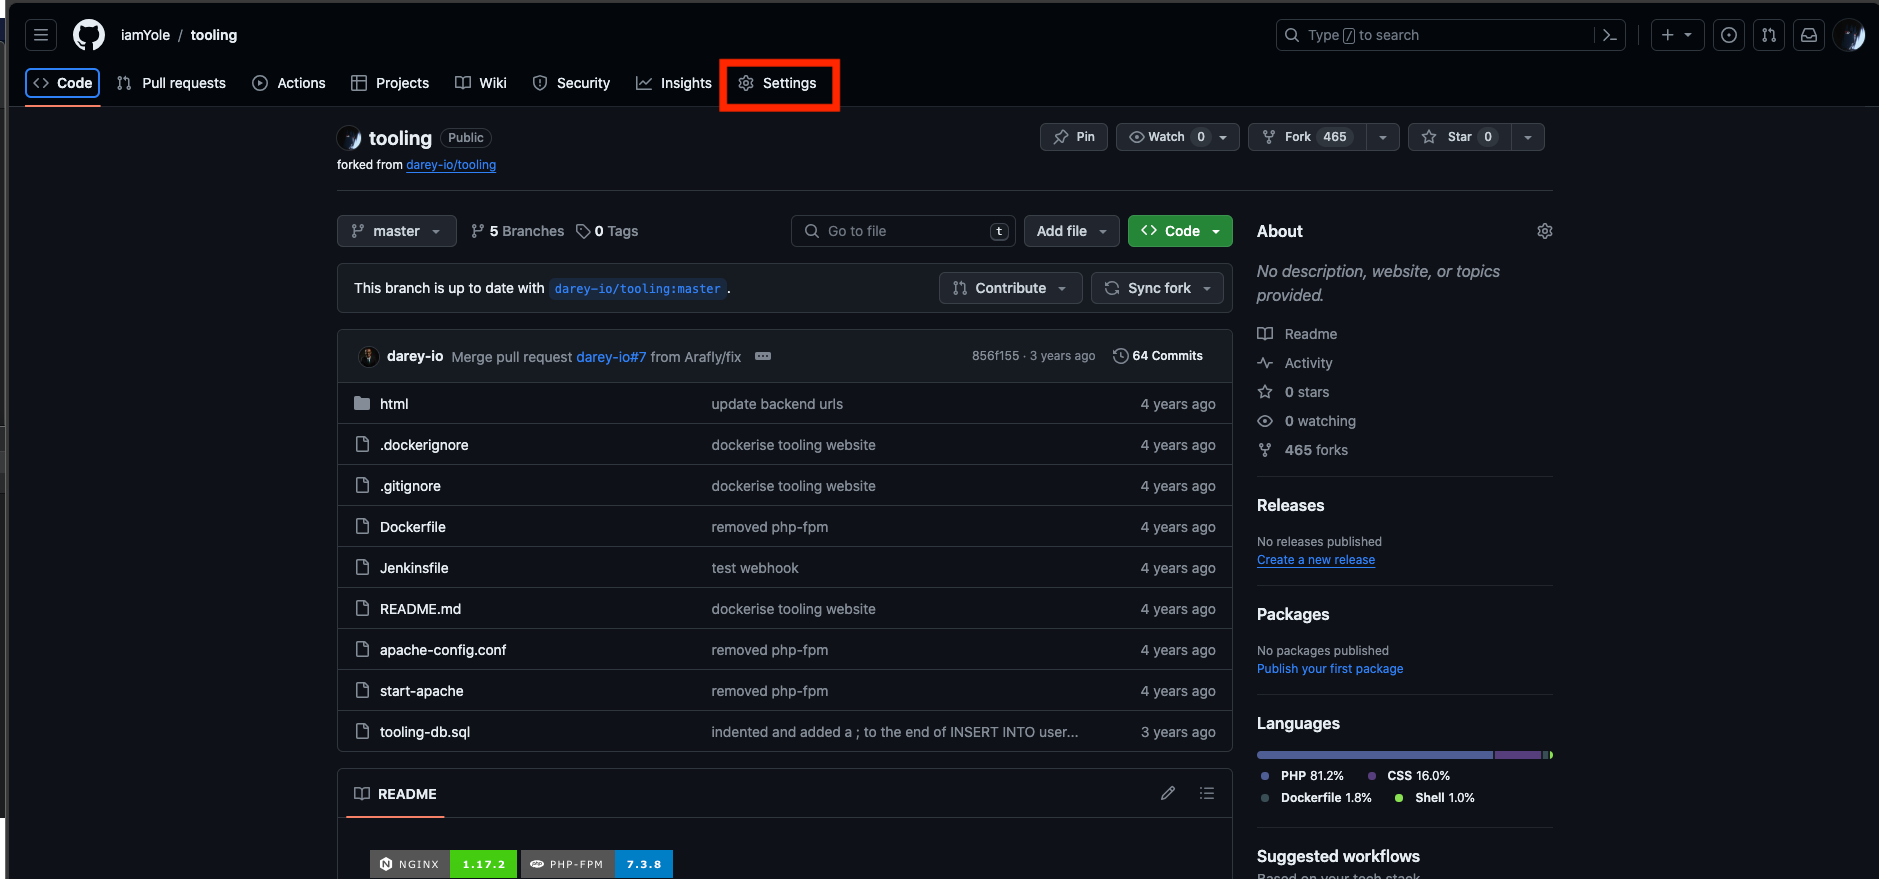 iamYole / tooling
Type / to search
Code Pull requests Actions Projects Wiki Security Insights Settings
tooling Public
forked from darey-io/tooling
Pin Watch 0 Fork 465 Star 0
master 5 Branches 0 Tags Go to file t Add file Code
This branch is up to date with darey-io/tooling:master . Contribute Sync fork
darey-io Merge pull request darey-io#7 from Arafly/fix 856f155 · 3 years ago 64 Commits
html update backend urls 4 years ago
.dockerignore dockerise tooling website 4 years ago
.gitignore dockerise tooling website 4 years ago
Dockerfile removed php-fpm 4 years ago
Jenkinsfile test webhook 4 years ago
README.md dockerise tooling website 4 years ago
apache-config.conf removed php-fpm 4 years ago
start-apache removed php-fpm 4 years ago
tooling-db.sql indented and added a ; to the end of INSERT INTO user... 3 years ago
README
NGINX 1.17.2 php PHP-FPM 7.3.8
About
No description, website, or topics
provided.
Readme
Activity
0 stars
0 watching
465 forks
Releases
No releases published
Create a new release
Packages
No packages published
Publish your first package
Languages
PHP 81.2% CSS 16.0%
Dockerfile 1.8% Shell 1.0%
Suggested workflows
Based on your tech stack